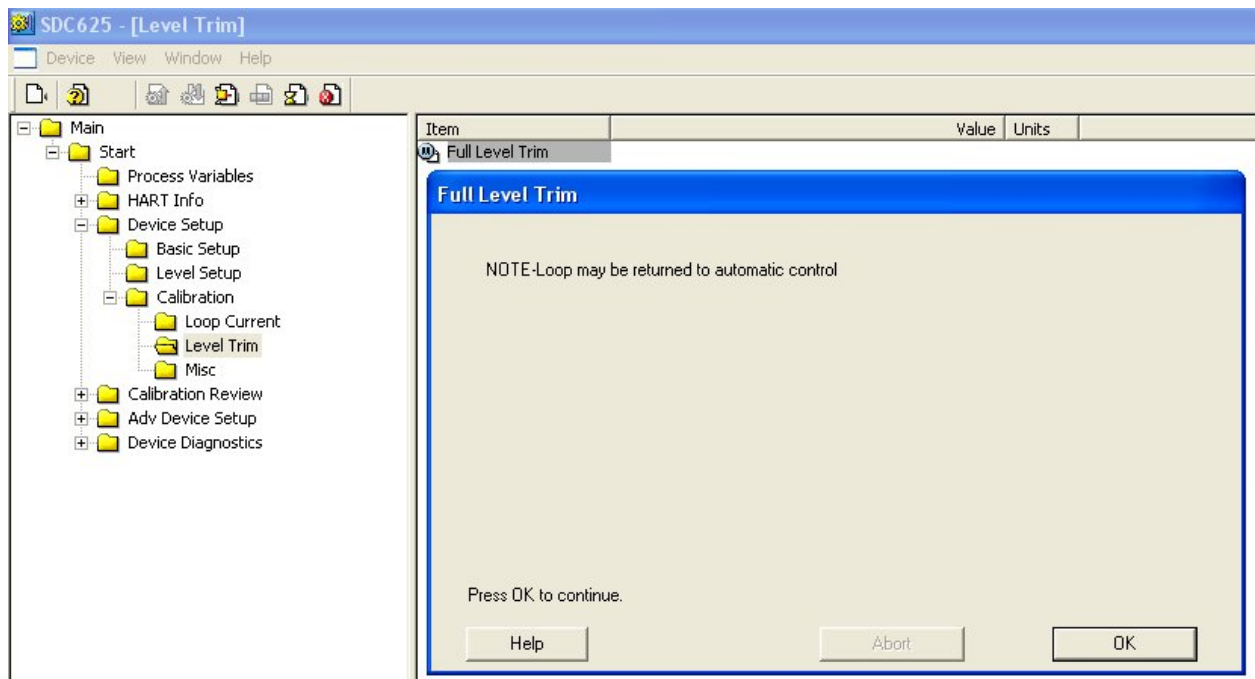 SDC625 - [Level Trim]
Device View Window Help
Main
Start
Process Variables
HART Info
Device Setup
Basic Setup
Level Setup
Calibration
Loop Current
Level Trim
Misc
Calibration Review
Adv Device Setup
Device Diagnostics
Item Value Units
Full Level Trim
Full Level Trim
NOTE-Loop may be returned to automatic control
Press OK to continue.
Help Abort OK